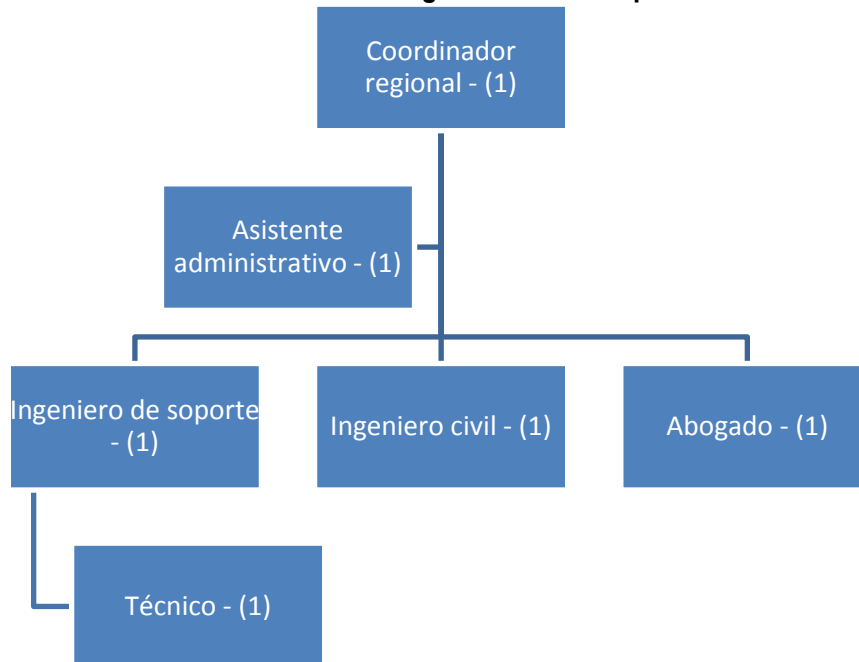 Coordinador
regional - (1)
Asistente
administrativo - (1)
Ingeniero de soporte
- (1)
Ingeniero civil - (1)
Abogado - (1)
Técnico - (1)